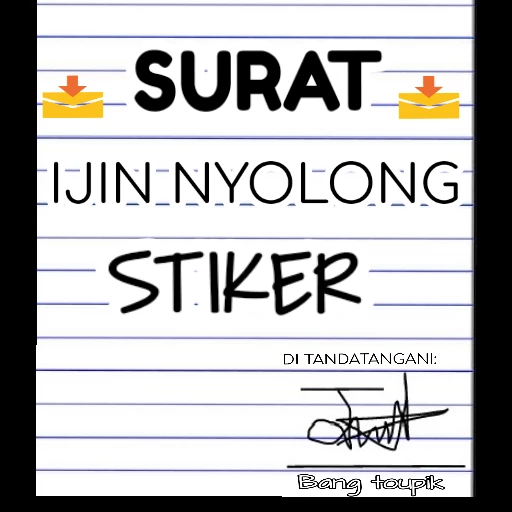 SURAT
IJIN NYOLONG
STIKER
DI TANDATANGANI:
Bang toupik